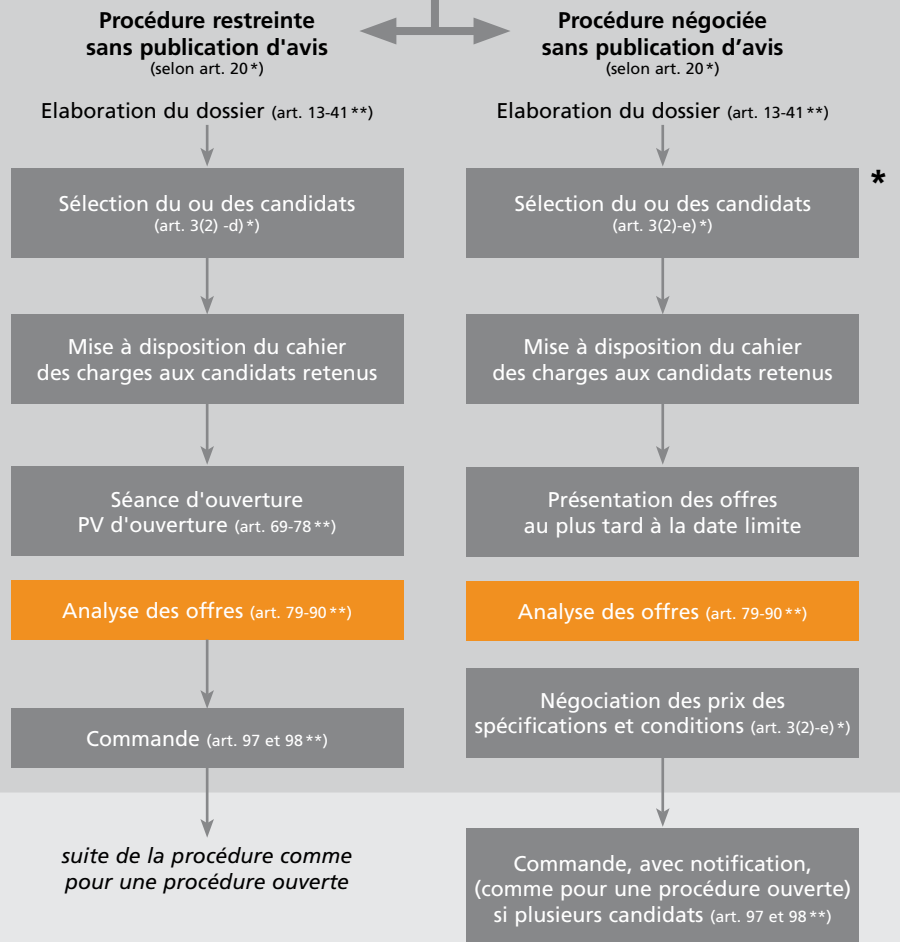 Procédure restreinte
sans publication d'avis
(selon art. 20*)
Elaboration du dossier (art. 13-41**)
Sélection du ou des candidats
(art. 3(2) -d)*)
Mise à disposition du cahier
des charges aux candidats retenus
Séance d'ouverture
PV d'ouverture (art. 69-78**)
Analyse des offres (art. 79-90**)
Commande (art. 97 et 98**)
suite de la procédure comme
pour une procédure ouverte
Procédure négociée
sans publication d’avis
(selon art. 20*)
Elaboration du dossier (art. 13-41**)
Sélection du ou des candidats
(art. 3(2)-e)*)
*
Mise à disposition du cahier
des charges aux candidats retenus
Présentation des offres
au plus tard à la date limite
Analyse des offres (art. 79-90**)
Négociation des prix des
spécifications et conditions (art. 3(2)-e)*)
Commande, avec notification,
(comme pour une procédure ouverte)
si plusieurs candidats (art. 97 et 98**)